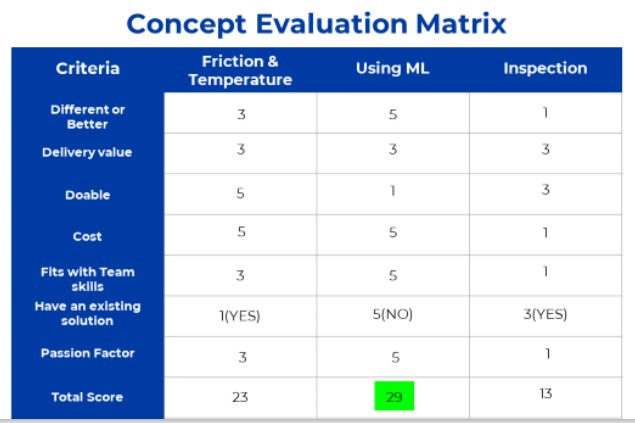 Concept Evaluation Matrix
Criteria Friction & Temperature Using ML Inspection
Different or Better 3 5 1
Delivery value 3 3 3
Doable 5 1 3
Cost 5 5 1
Fits with Team skills 3 5 1
Have an existing solution 1(YES) 5(NO) 3(YES)
Passion Factor 3 5 1
Total Score 23 29 13